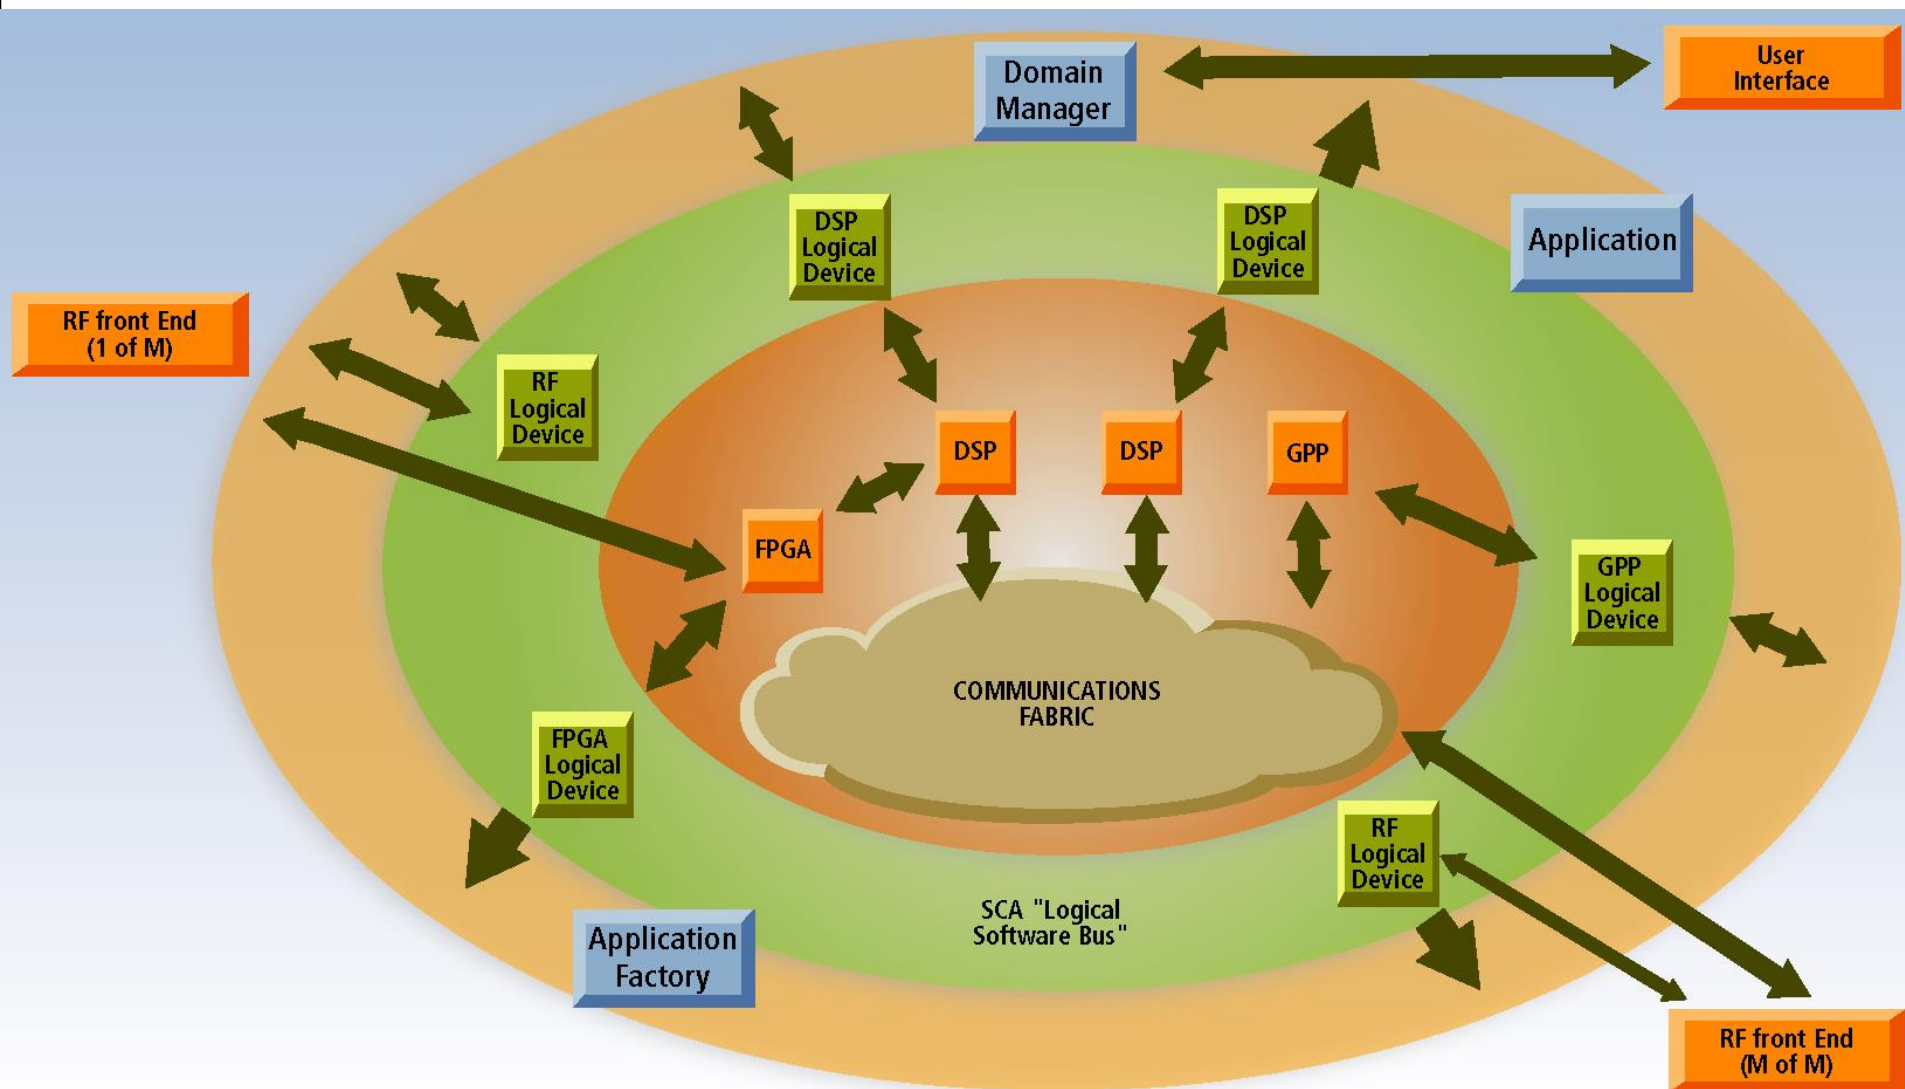 Domain
Manager
User
Interface
DSP
Logical
Device
DSP
Logical
Device
Application
RF front End
(1 of M)
RF
Logical
Device
DSP
DSP
GPP
FPGA
GPP
Logical
Device
COMMUNICATIONS
FABRIC
FPGA
Logical
Device
RF
Logical
Device
SCA "Logical
Software Bus"
Application
Factory
RF front End
(M of M)